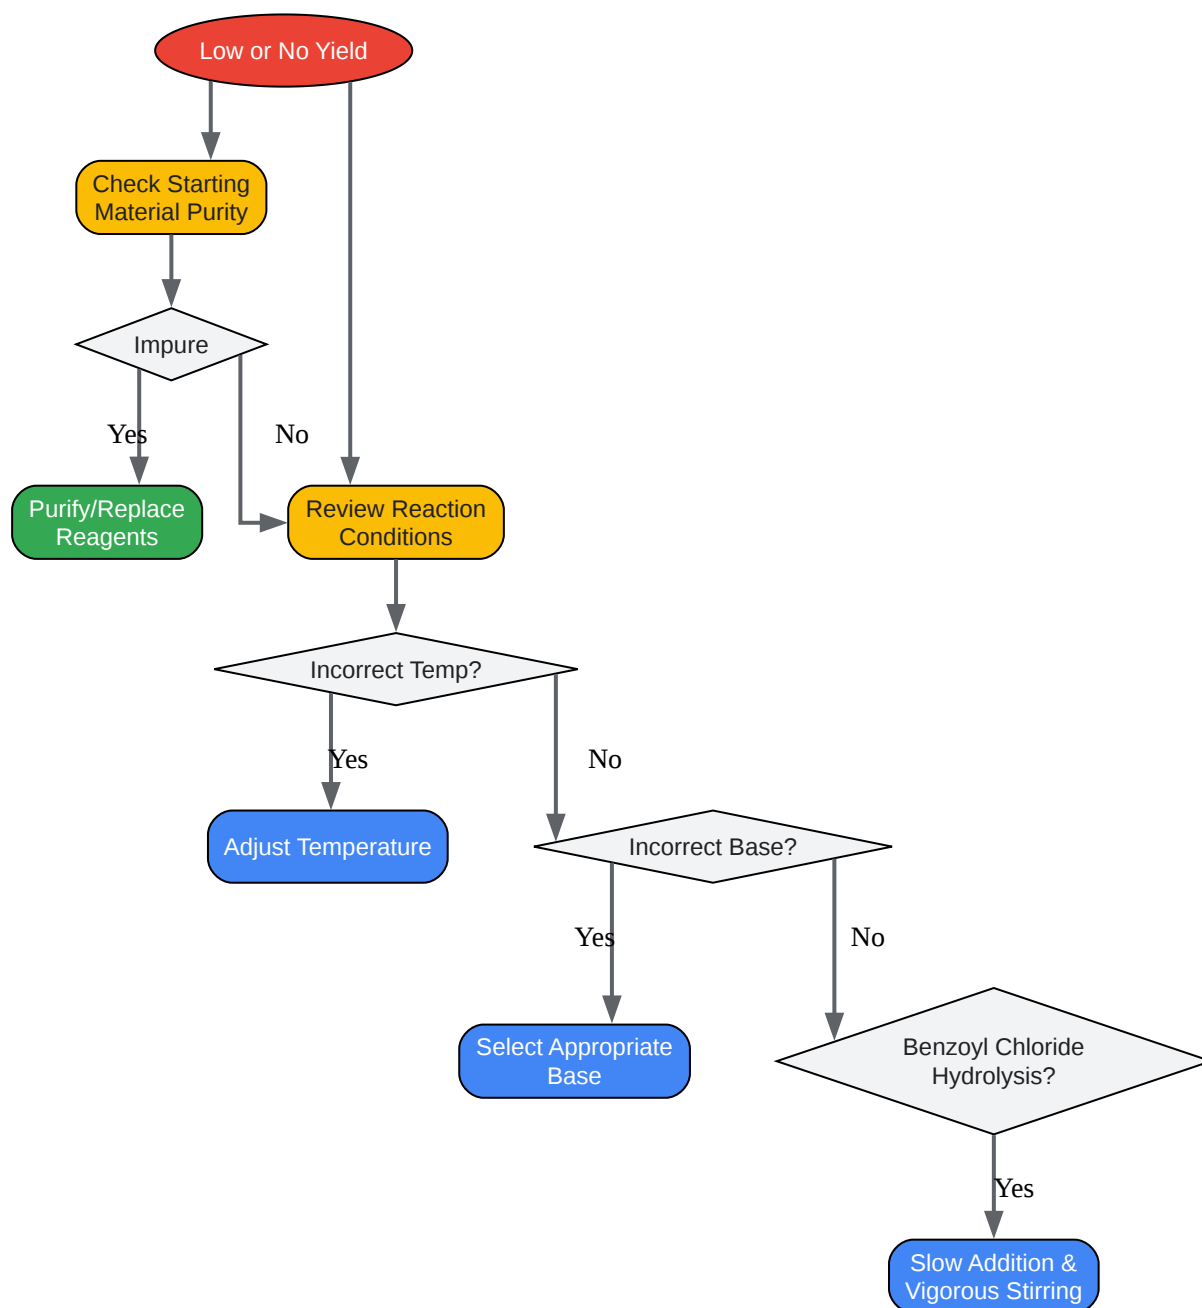 Low or No Yield
Check Starting
Material Purity
Impure
Yes
No
Purify/Replace
Reagents
Review Reaction
Conditions
Incorrect Temp?
Yes
No
Adjust Temperature
Incorrect Base?
Yes
No
Select Appropriate
Base
Benzoyl Chloride
Hydrolysis?
Yes
Slow Addition &
Vigorous Stirring